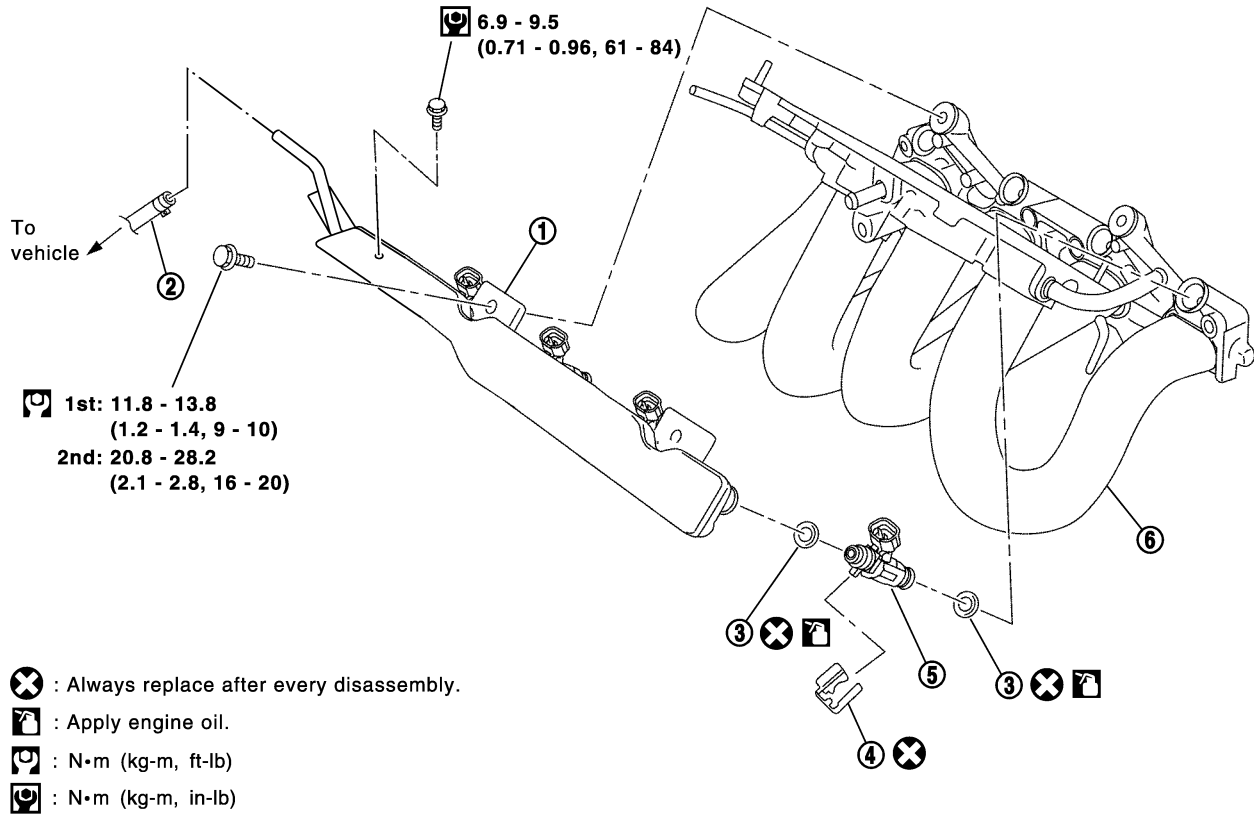 6.9 - 9.5
(0.71 - 0.96, 61 - 84)
To
vehicle
2
1
1st: 11.8 - 13.8
(1.2 - 1.4, 9 - 10)
2nd: 20.8 - 28.2
(2.1 - 2.8, 16 - 20)
6
3
5
3
4
: Always replace after every disassembly.
: Apply engine oil.
: N•m (kg-m, ft-lb)
: N•m (kg-m, in-lb)